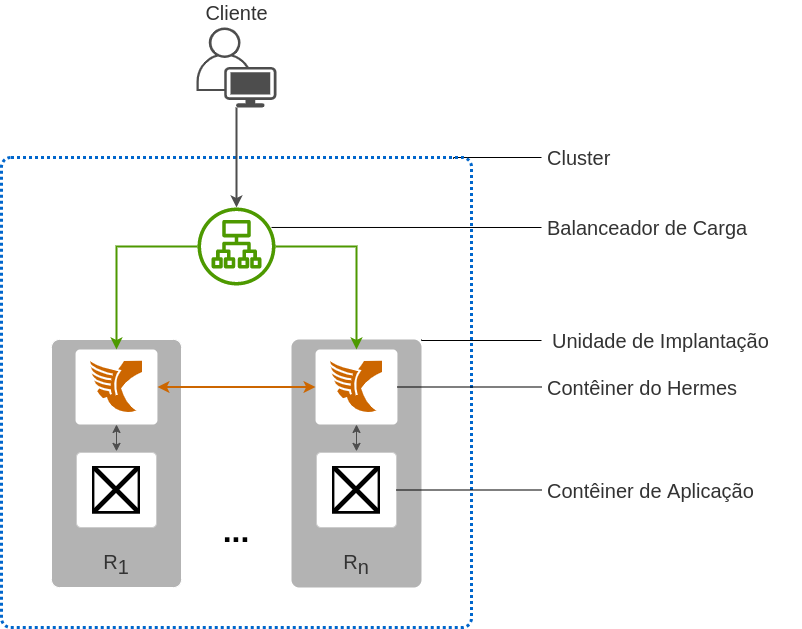 Cliente
Cluster
Balanceador de Carga
Unidade de Implantação
Contêiner do Hermes
Contêiner de Aplicação
...
R1
Rn